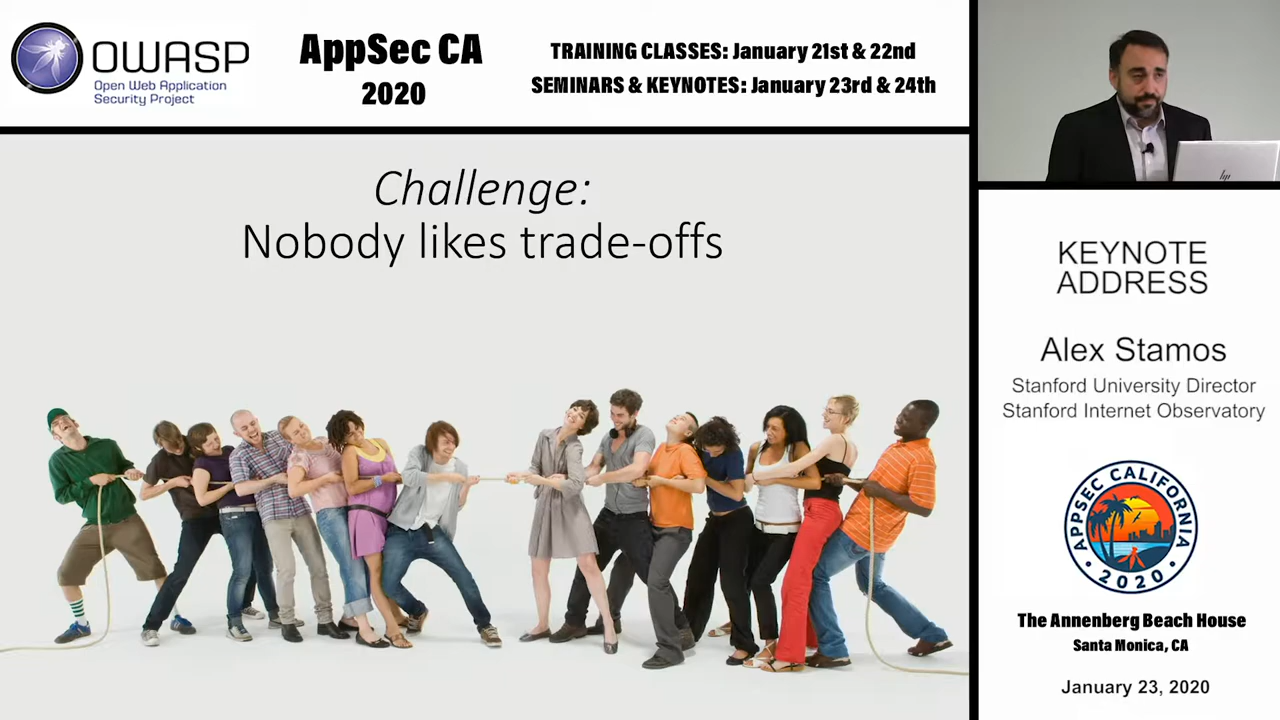 OWASP
Open Web Application
Security Project
AppSec CA
2020
TRAINING CLASSES: January 21st & 22nd
SEMINARS & KEYNOTES: January 23rd & 24th
Challenge:
Nobody likes trade-offs
hp
KEYNOTE
ADDRESS
Alex Stamos
Stanford University Director
Stanford Internet Observatory
APPSEC CALIFORNIA
• 2020 •
The Annenberg Beach House
Santa Monica, CA
January 23, 2020